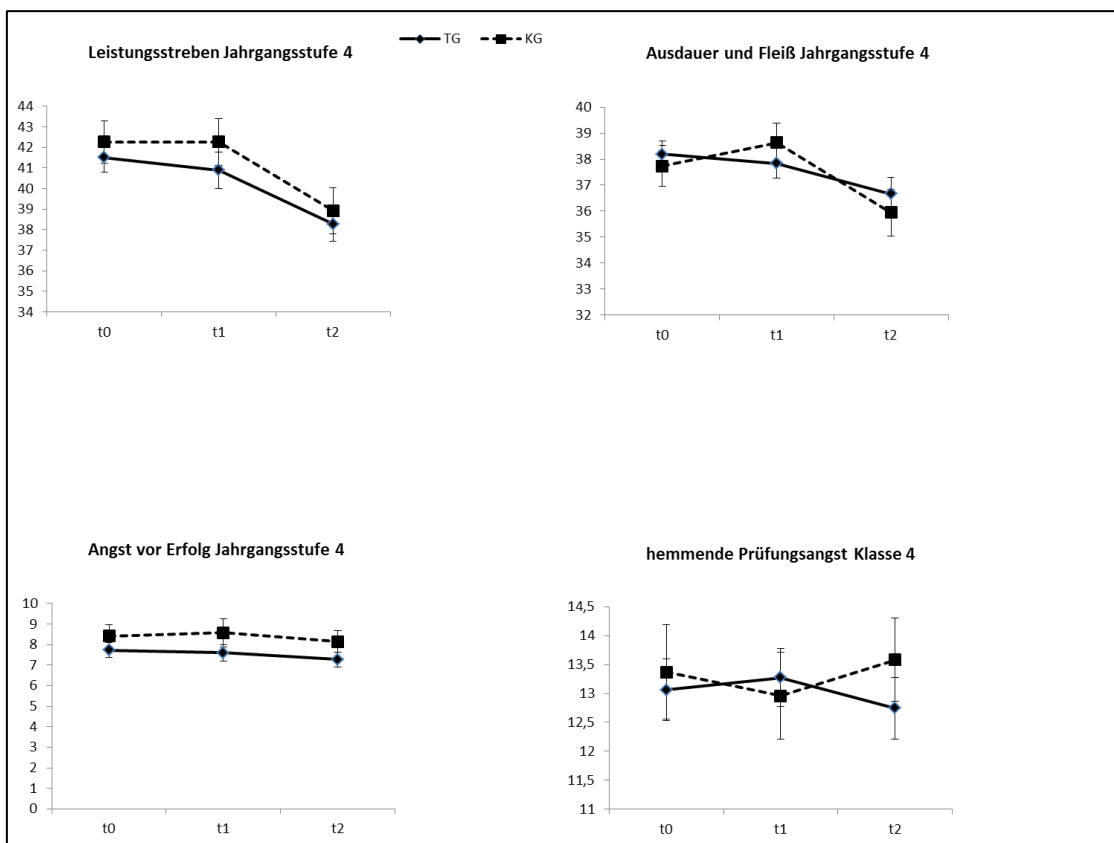 Leistungsstreben Jahrgangsstufe 4
TG
KG
44
43
42
41
40
39
38
37
36
35
34
t0
t1
t2
Ausdauer und Fleiß Jahrgangsstufe 4
40
39
38
37
36
35
34
33
32
t0
t1
t2
Angst vor Erfolg Jahrgangsstufe 4
10
9
8
7
6
5
4
3
2
1
0
t0
t1
t2
hemmende Prüfungsangst Klasse 4
14,5
14
13,5
13
12,5
12
11,5
11
t0
t1
t2